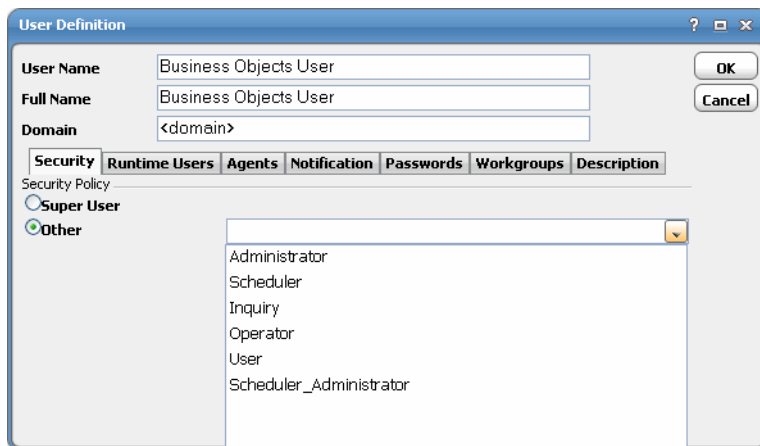 User Definition ?
User Name Business Objects User OK
Full Name Business Objects User Cancel
Domain <domain>
Security Runtime Users Agents Notification Passwords Workgroups Description
Security Policy
Super User
Other
Administrator
Scheduler
Inquiry
Operator
User
Scheduler_Administrator